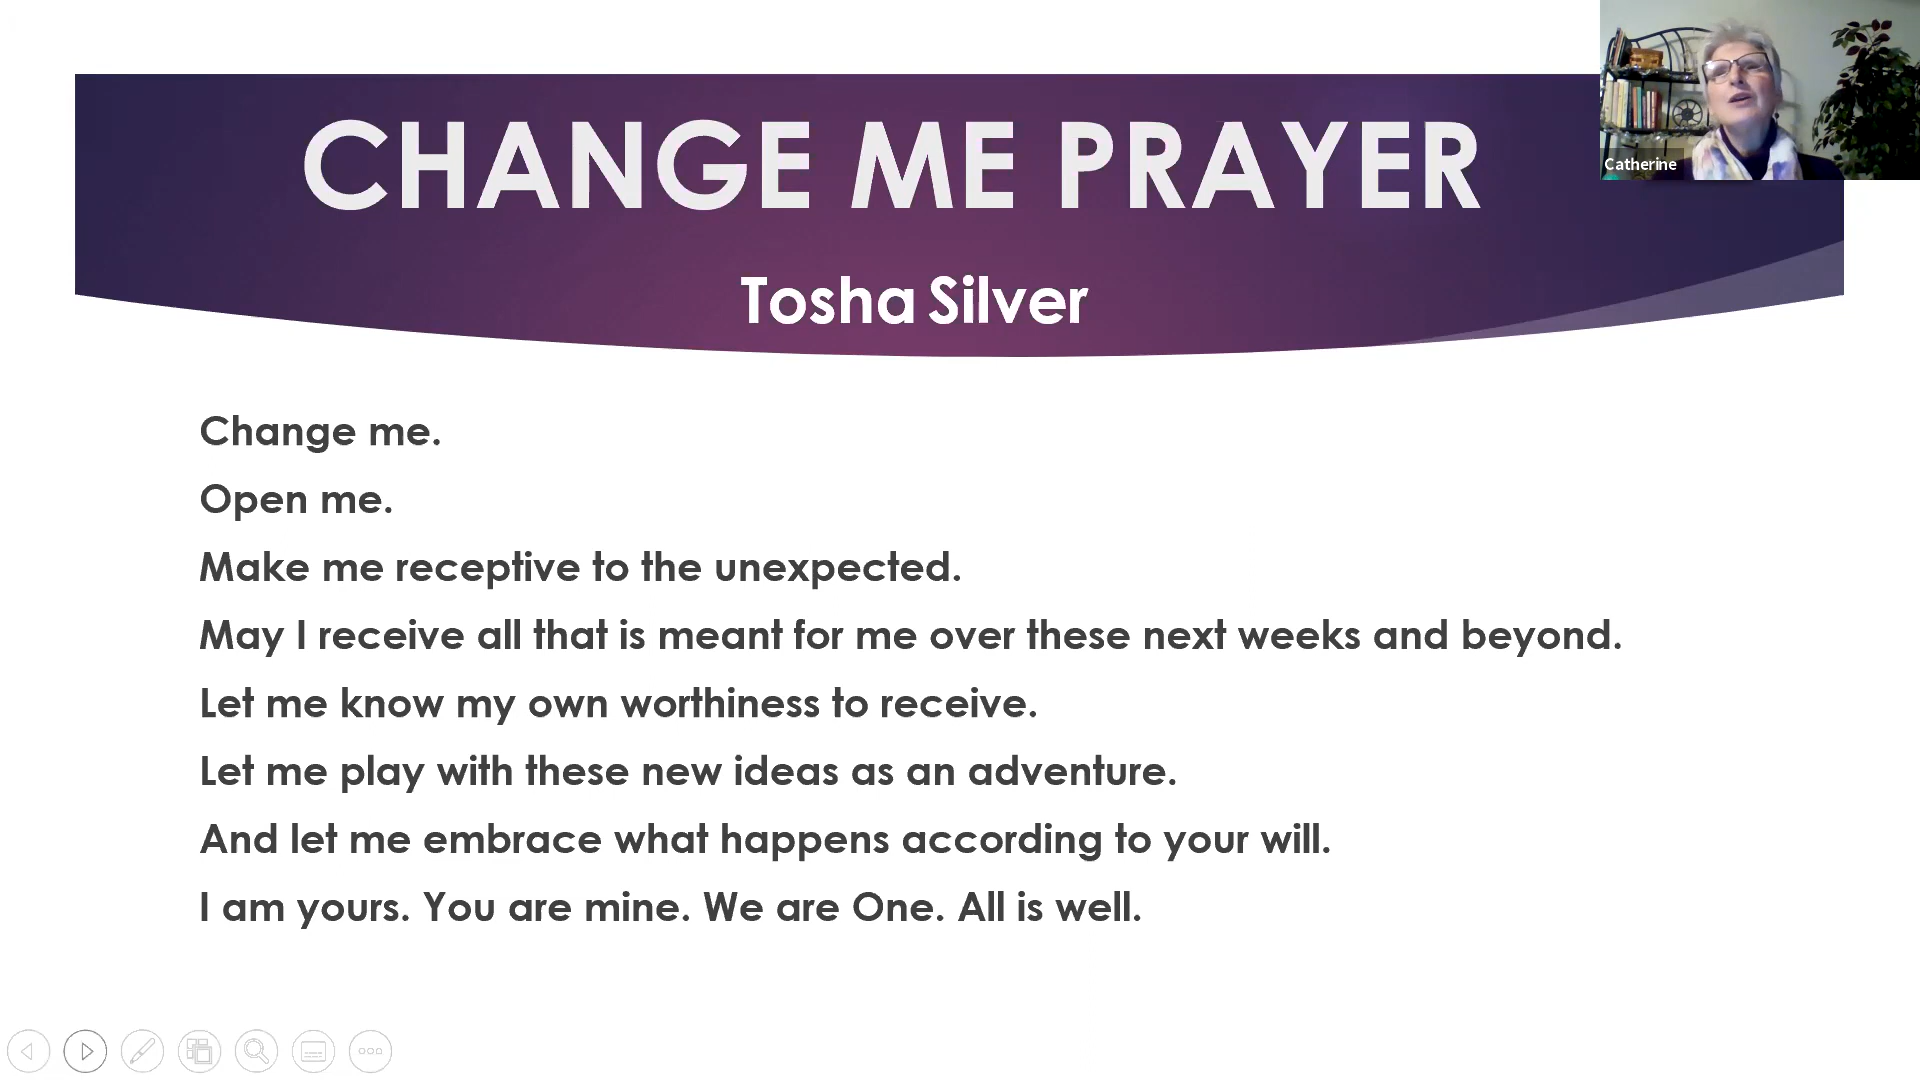 CHANGE ME PRAYER
Tosha Silver
Catherine
Change me.
Open me.
Make me receptive to the unexpected.
May I receive all that is meant for me over these next weeks and beyond.
Let me know my own worthiness to receive.
Let me play with these new ideas as an adventure.
And let me embrace what happens according to your will.
I am yours. You are mine. We are One. All is well.